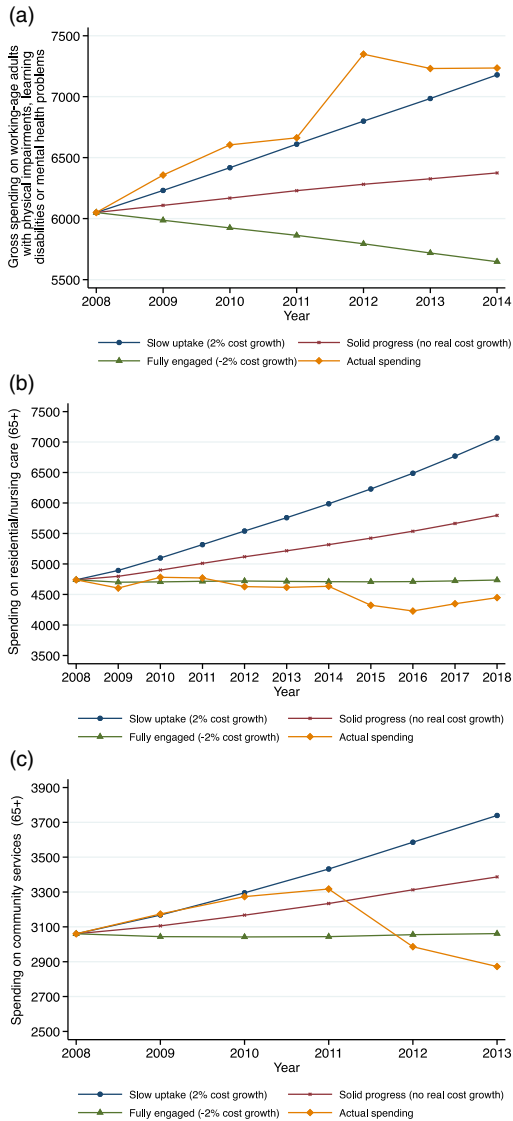 (a)
Gross spending on working-age adults
with physical impairments, learning
disabilities or mental health problems
7500
7000
6500
6000
5500
2008 2009 2010 2011 2012 2013 2014
Year
Slow uptake (2% cost growth) Solid progress (no real cost growth)
Fully engaged (-2% cost growth) Actual spending
(b)
Spending on residential/nursing care (65+)
7500
7000
6500
6000
5500
5000
4500
4000
3500
2008 2009 2010 2011 2012 2013 2014 2015 2016 2017 2018
Year
Slow uptake (2% cost growth) Solid progress (no real cost growth)
Fully engaged (-2% cost growth) Actual spending
(c)
Spending on community services (65+)
3900
3700
3500
3300
3100
2900
2700
2500
2008 2009 2010 2011 2012 2013
Year
Slow uptake (2% cost growth) Solid progress (no real cost growth)
Fully engaged (-2% cost growth) Actual spending